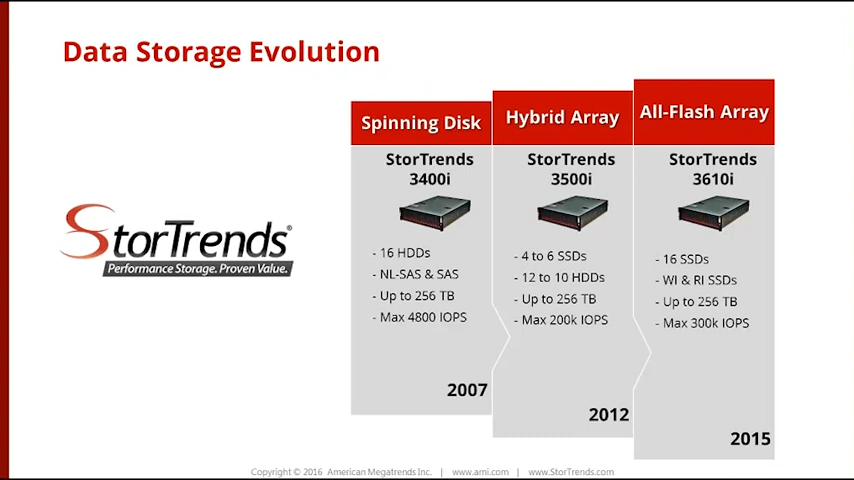 Data Storage Evolution
StorTrends®
Performance Storage. Proven Value.
Spinning Disk
StorTrends
3400i
- 16 HDDs
- NL-SAS & SAS
- Up to 256 TB
- Max 4800 IOPS
2007
Hybrid Array
StorTrends
3500i
- 4 to 6 SSDs
- 12 to 10 HDDs
- Up to 256 TB
- Max 200k IOPS
2012
All-Flash Array
StorTrends
3610i
- 16 SSDs
- WI & RI SSDs
- Up to 256 TB
- Max 300k IOPS
2015
Copyright © 2016 American Megatrends Inc. | www.ami.com | www.StorTrends.com